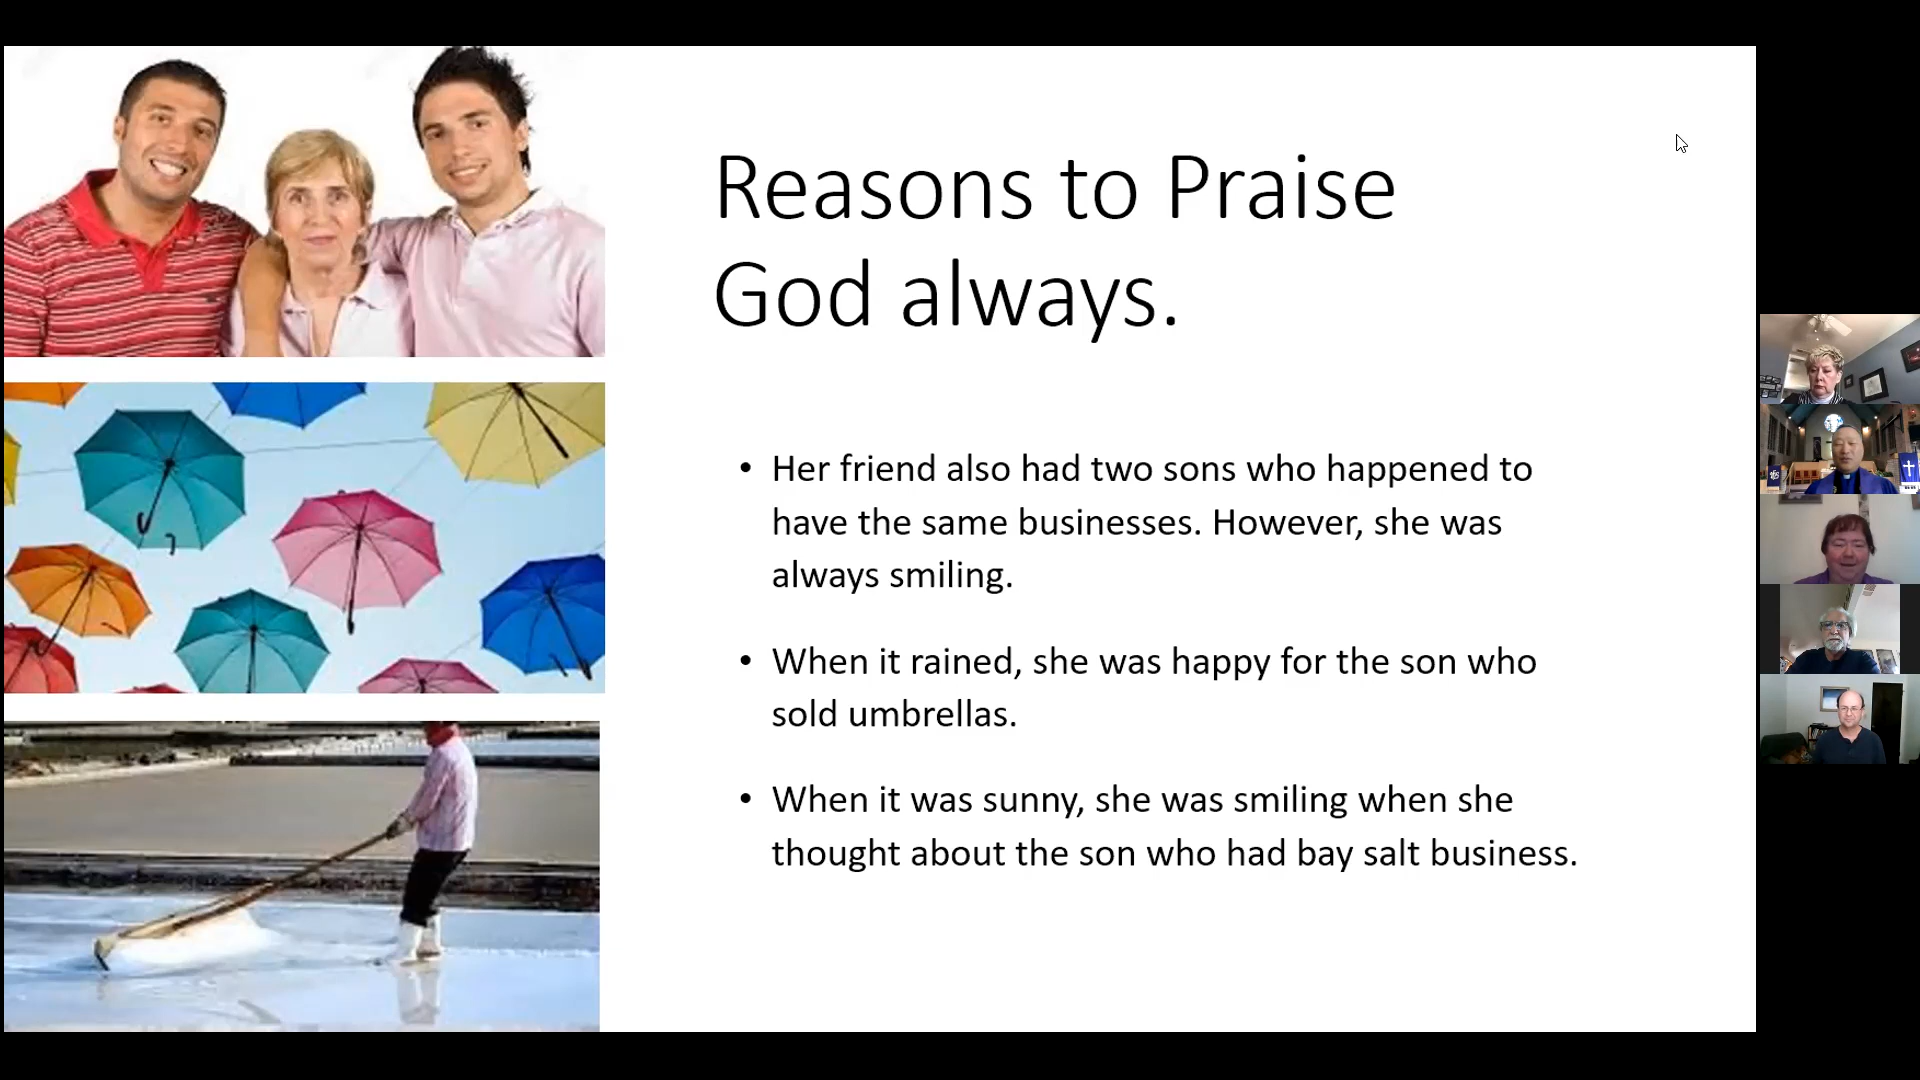 Reasons to Praise
God always.
• Her friend also had two sons who happened to
have the same businesses. However, she was
always smiling.
• When it rained, she was happy for the son who
sold umbrellas.
• When it was sunny, she was smiling when she
thought about the son who had bay salt business.